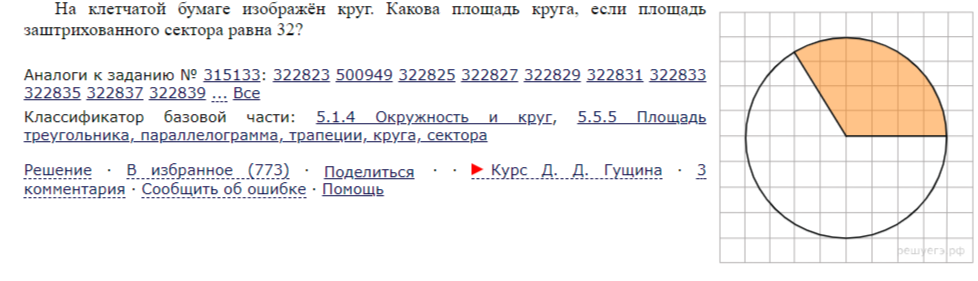 На клетчатой бумаге изображён круг. Какова площадь круга, если площадь
заштрихованного сектора равна 32?
Аналоги к заданию № 315133: 322823 500949 322825 322827 322829 322831 322833
322835 322837 322839 ... Все
Классификатор базовой части: 5.1.4 Окружность и круг, 5.5.5 Площадь
треугольника, параллелограмма, трапеции, круга, сектора
Решение · В избранное (773) · Поделиться · · Курс Д. Д. Гущина · 3
комментария · Сообщить об ошибке · Помощь
решуегэ.рф